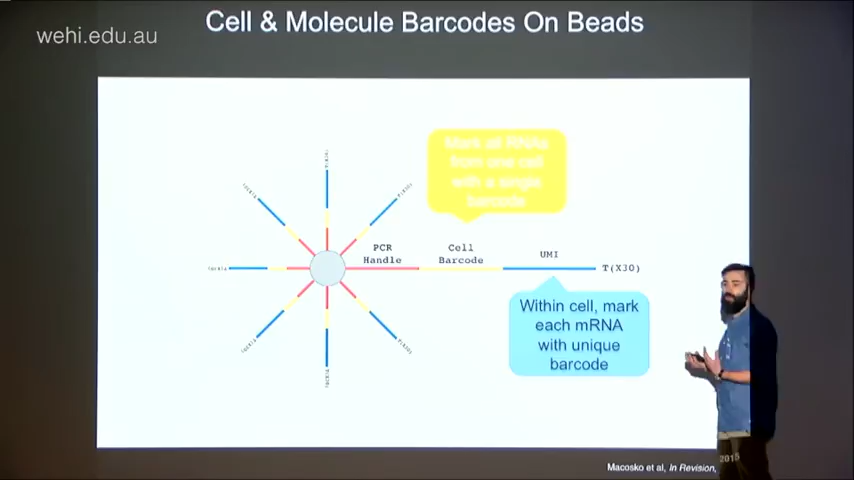 Cell & Molecule Barcodes On Beads
wehi.edu.au
Mark all RNAs
from one cell
with a single
barcode
PCR
Handle
Cell
Barcode
UMI
T(X30)
Within cell, mark
each mRNA
with unique
barcode
Macosko et al, In Revision, 2015